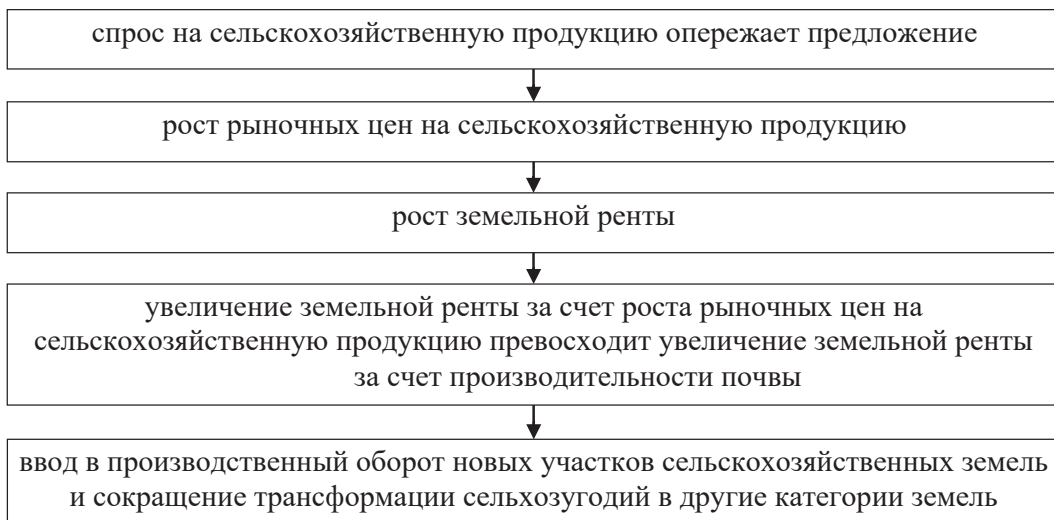 спрос на сельскохозяйственную продукцию опережает предложение
рост рыночных цен на сельскохозяйственную продукцию
рост земельной ренты
увеличение земельной ренты за счет роста рыночных цен на
сельскохозяйственную продукцию превосходит увеличение земельной ренты
за счет производительности почвы
ввод в производственный оборот новых участков сельскохозяйственных земель
и сокращение трансформации сельхозугодий в другие категории земель